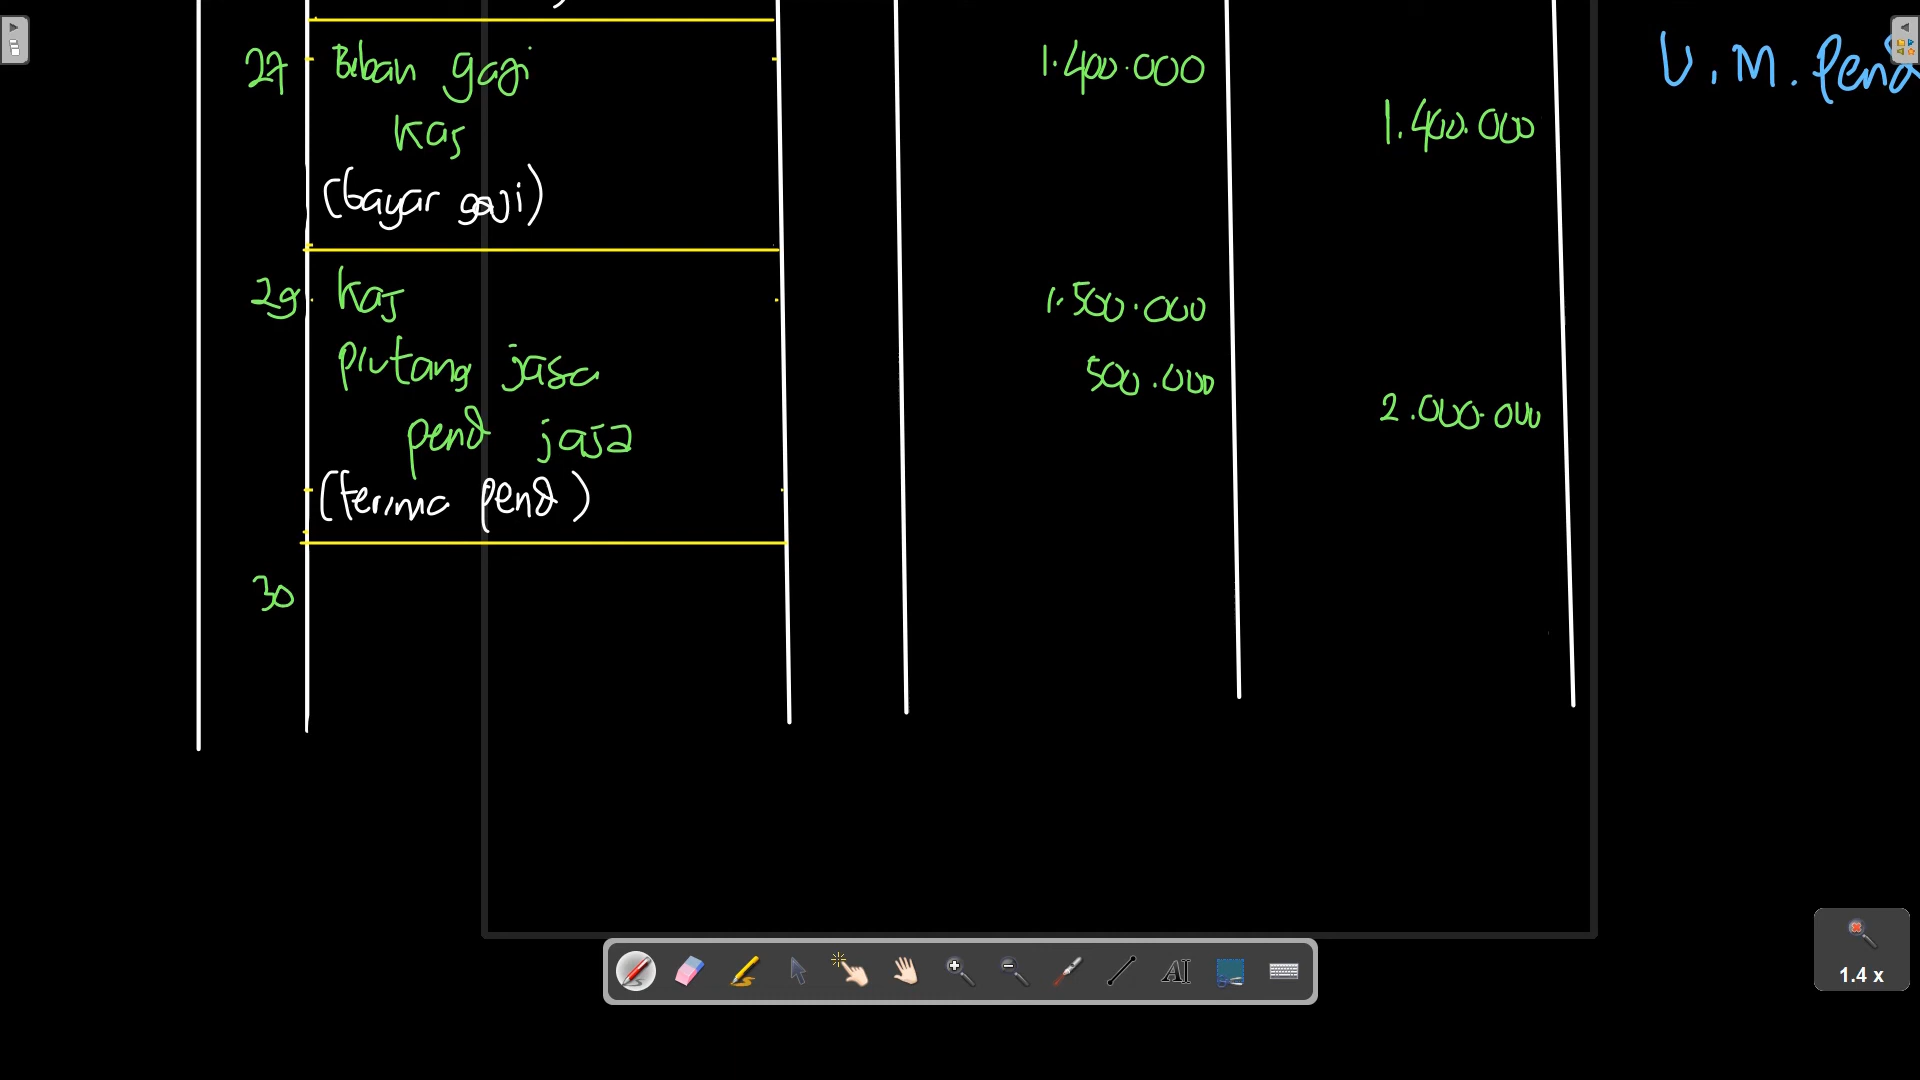 27 Beban gaji 1.400.000 U.M. Pend
Kas 1.400.000
(bayar gaji)
29 Kas 1.500.000
piutang jasa 500.000
pend jasa 2.000.000
(terima pend)
30
AI
1.4 x